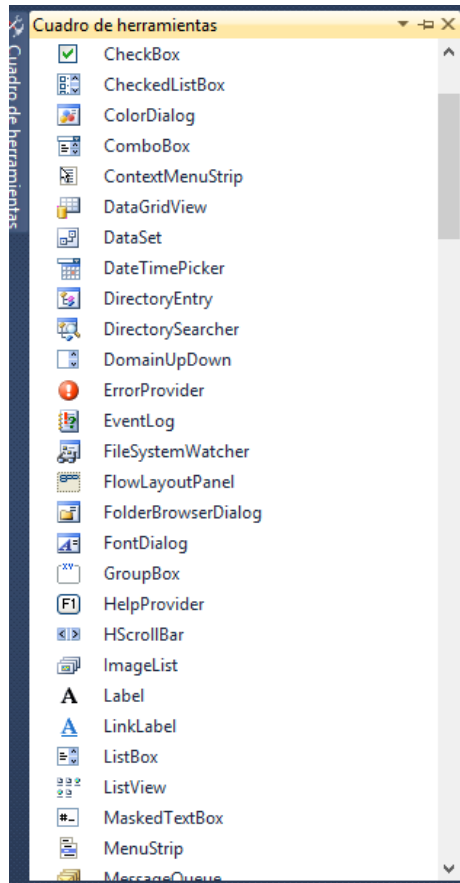 Cuadro de herramientas
Cuadro de herramientas
CheckBox
CheckedListBox
ColorDialog
ComboBox
ContextMenuStrip
DataGridView
DataSet
DateTimePicker
DirectoryEntry
DirectorySearcher
DomainUpDown
ErrorProvider
EventLog
FileSystemWatcher
FlowLayoutPanel
FolderBrowserDialog
FontDialog
GroupBox
HelpProvider
HScrollBar
ImageList
Label
LinkLabel
ListBox
ListView
MaskedTextBox
MenuStrip
MessageQueue